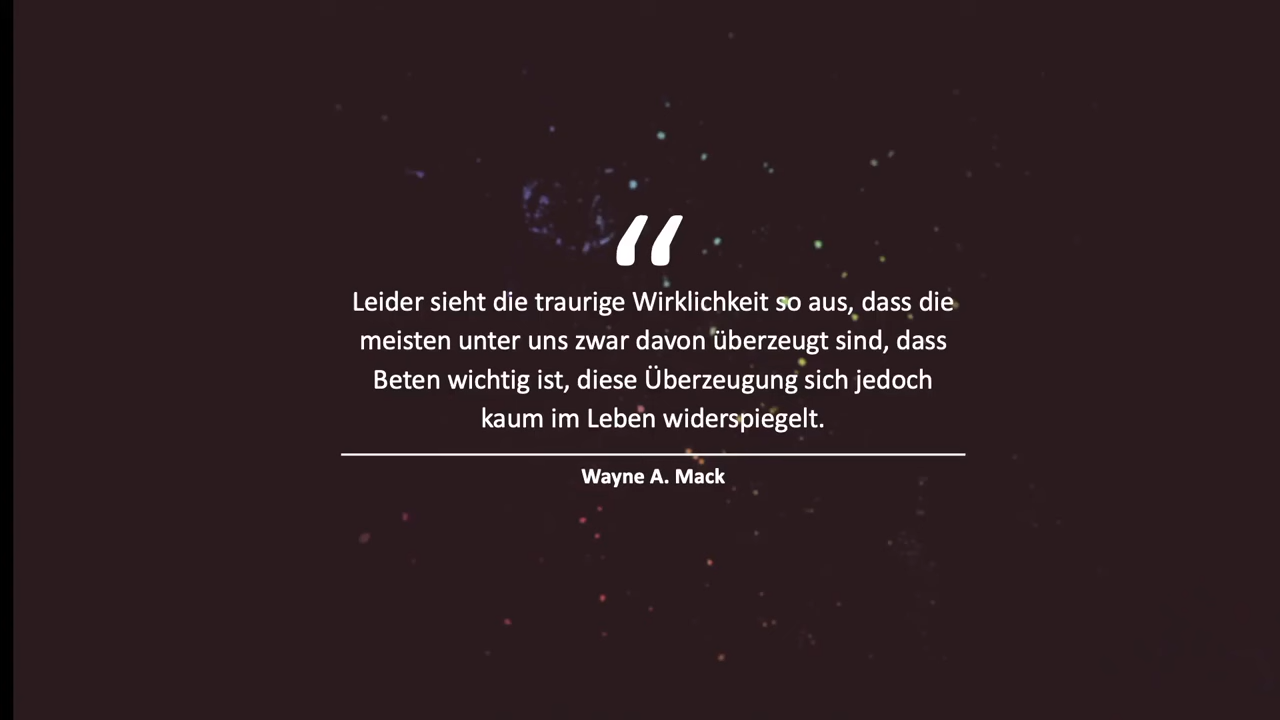 “
Leider sieht die traurige Wirklichkeit so aus, dass die
meisten unter uns zwar davon überzeugt sind, dass
Beten wichtig ist, diese Überzeugung sich jedoch
kaum im Leben widerspiegelt.
Wayne A. Mack